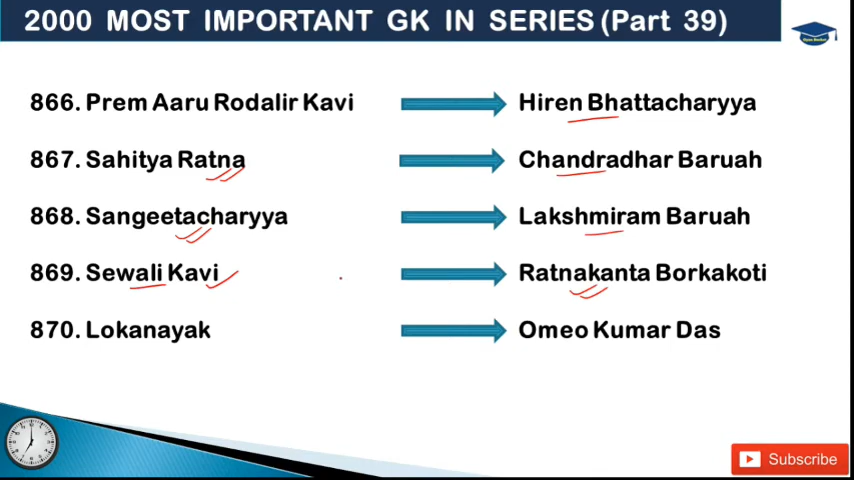 2000 MOST IMPORTANT GK IN SERIES (Part 39)
866. Prem Aaru Rodalir Kavi Hiren Bhattacharyya
867. Sahitya Ratna Chandradhar Baruah
868. Sangeetacharyya Lakshmiram Baruah
869. Sewali Kavi Ratnakanta Borkakoti
870. Lokanayak Omeo Kumar Das
Subscribe